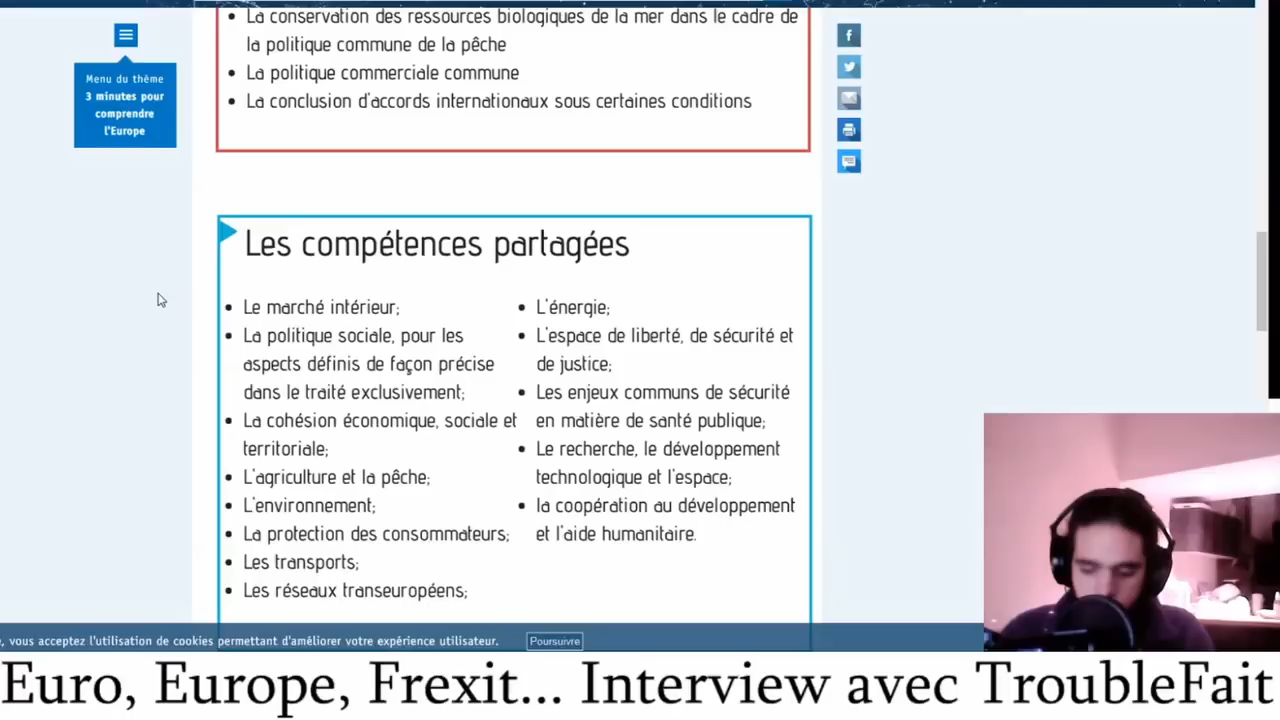 La conservation des ressources biologiques de la mer dans le cadre de
la politique commune de la pêche
La politique commerciale commune
La conclusion d'accords internationaux sous certaines conditions
Menu du thème
3 minutes pour
comprendre
l'Europe
Les compétences partagées
Le marché intérieur;
La politique sociale, pour les
aspects définis de façon précise
dans le traité exclusivement;
La cohésion économique, sociale et
territoriale;
L'agriculture et la pêche;
L'environnement;
La protection des consommateurs;
Les transports;
Les réseaux transeuropéens;
L'énergie;
L'espace de liberté, de sécurité et
de justice;
Les enjeux communs de sécurité
en matière de santé publique;
Le recherche, le développement
technologique et l'espace;
la coopération au développement
et l'aide humanitaire.
e, vous acceptez l'utilisation de cookies permettant d'améliorer votre expérience utilisateur.
Poursuivre
Euro, Europe, Frexit... Interview avec TroubleFait